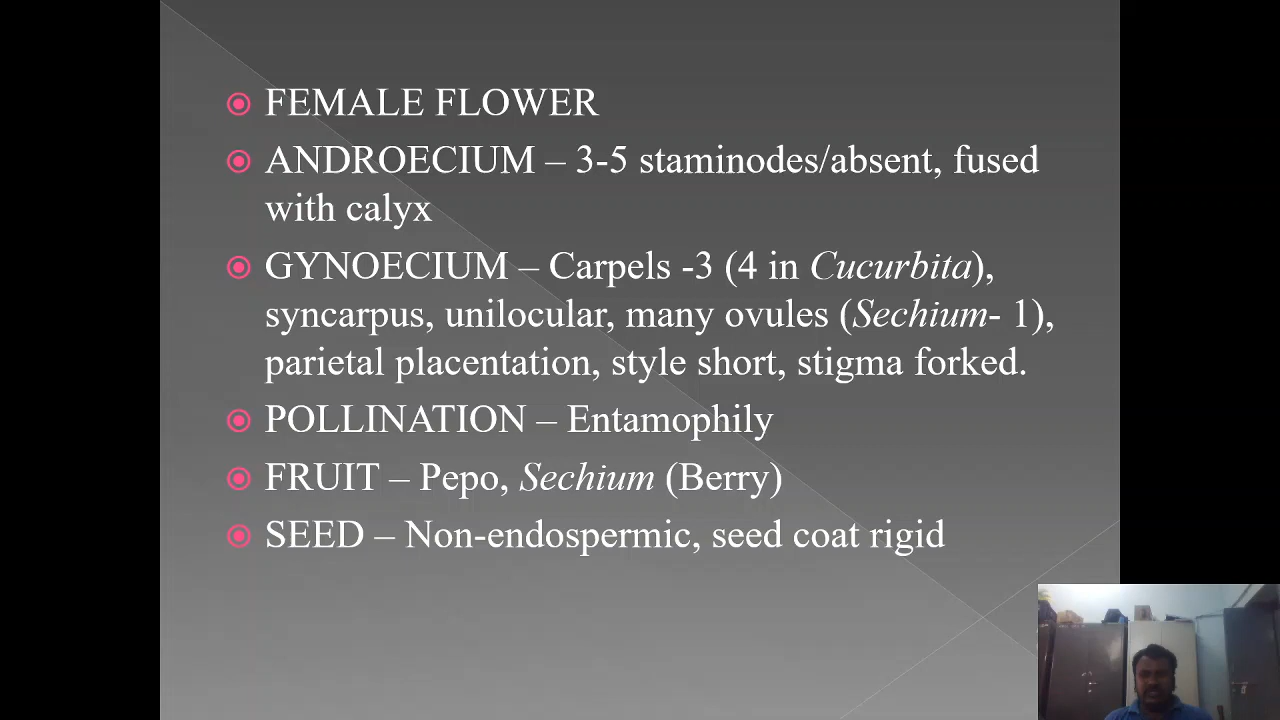 FEMALE FLOWER
ANDROECIUM – 3-5 staminodes/absent, fused
with calyx
GYNOECIUM – Carpels -3 (4 in Cucurbita),
syncarpus, unilocular, many ovules (Sechium- 1),
parietal placentation, style short, stigma forked.
POLLINATION – Entamophily
FRUIT – Pepo, Sechium (Berry)
SEED – Non-endospermic, seed coat rigid